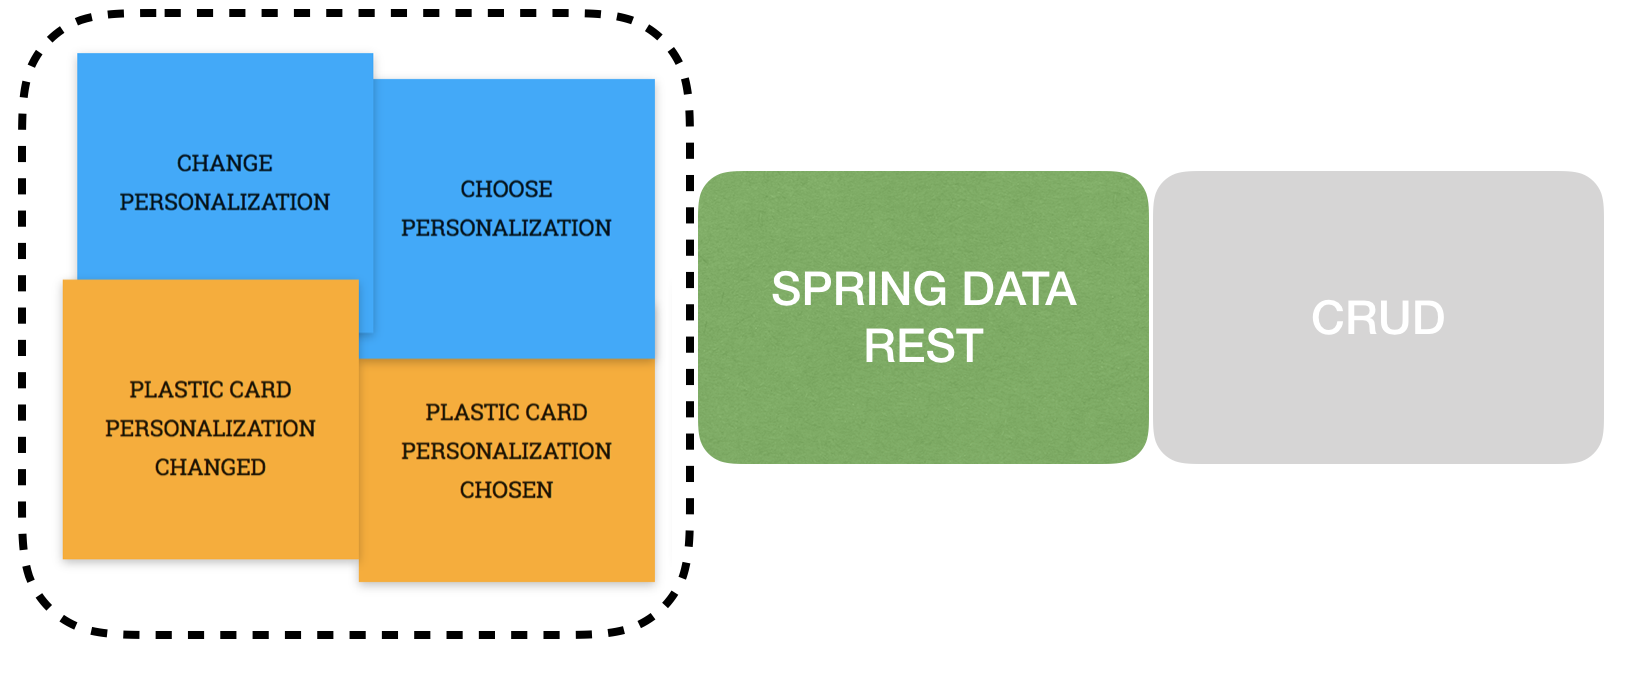 CHANGE
PERSONALIZATION
CHOOSE
PERSONALIZATION
PLASTIC CARD
PERSONALIZATION
CHANGED
PLASTIC CARD
PERSONALIZATION
CHOSEN
SPRING DATA
REST
CRUD